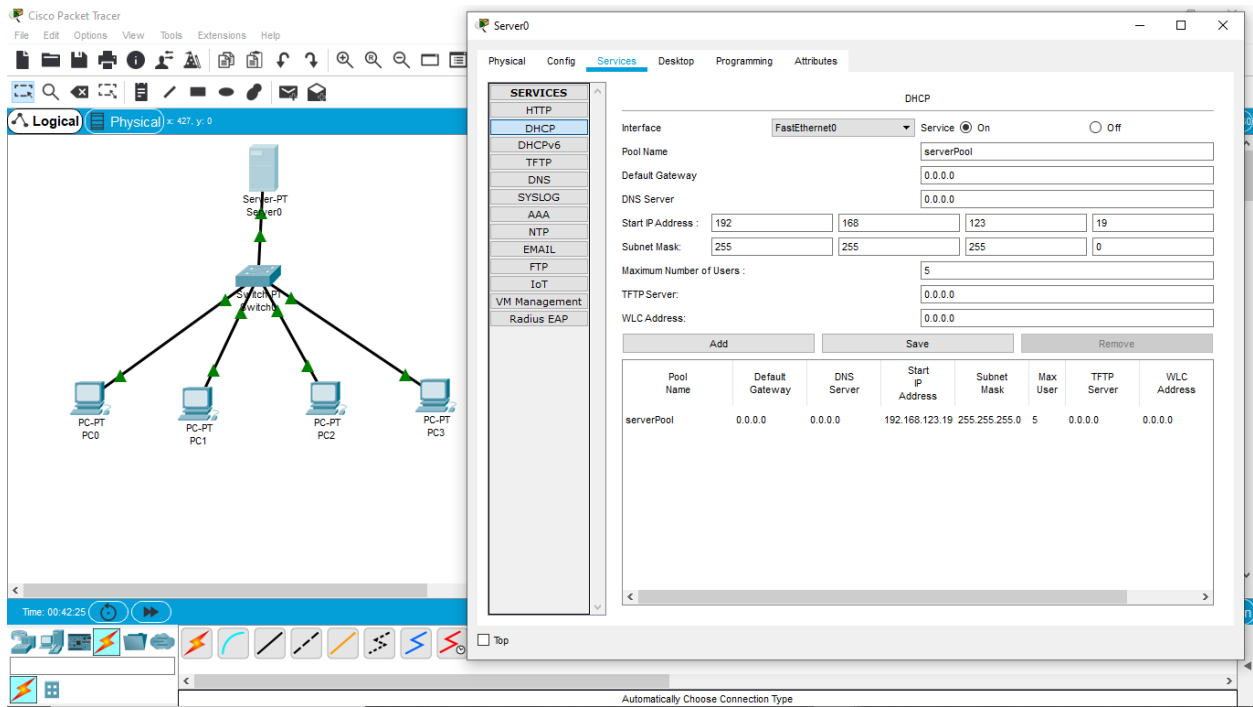 Cisco Packet Tracer
File Edit Options View Tools Extensions Help
Logical Physical x: 427, y: 0
Server-PT
Server0
Switch-PT
Switch0
PC-PT
PC0
PC-PT
PC1
PC-PT
PC2
PC-PT
PC3
Time: 00:42:25
Server0
Physical Config Services Desktop Programming Attributes
SERVICES
HTTP
DHCP
DHCPv6
TFTP
DNS
SYSLOG
AAA
NTP
EMAIL
FTP
IoT
VM Management
Radius EAP
DHCP
Interface FastEthernet0 Service On Off
Pool Name serverPool
Default Gateway 0.0.0.0
DNS Server 0.0.0.0
Start IP Address : 192 168 123 19
Subnet Mask: 255 255 255 0
Maximum Number of Users : 5
TFTP Server: 0.0.0.0
WLC Address: 0.0.0.0
Add Save Remove
Pool Name Default Gateway DNS Server Start IP Address Subnet Mask Max User TFTP Server WLC Address
serverPool 0.0.0.0 0.0.0.0 192.168.123.19 255.255.255.0 5 0.0.0.0 0.0.0.0
Top
Automatically Choose Connection Type